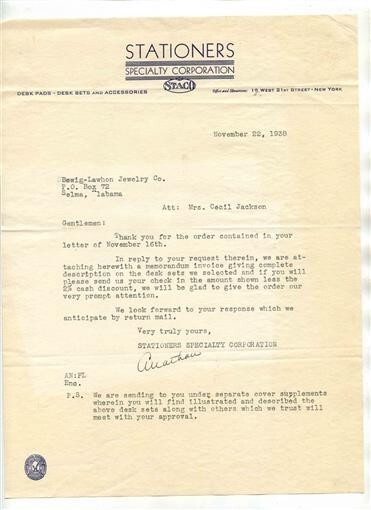 STATIONERS
SPECIALTY CORPORATION
DESK PADS - DESK SETS AND ACCESSORIES
STACO
Office and Showroom: 15 WEST 21ST STREET - NEW YORK
November 22, 1938
Bewig-Lawhon Jewelry Co.
P.O. Box 72
Selma, Alabama
Att: Mrs. Cecil Jackson
Gentlemen:
Thank you for the order contained in your
letter of November 16th.
In reply to your request therein, we are at-
taching herewith a memorandum invoice giving complete
description on the desk sets we selected and if you will
please send us your check in the amount shown less the
2% cash discount, we will be glad to give the order our
very prompt attention.
We look forward to your response which we
anticipate by return mail.
Very truly yours,
STATIONERS SPECIALTY CORPORATION
AN:FL
Enc.
P.S. We are sending to you under separate cover supplements
wherein you will find illustrated and described the
above desk sets along with others which we trust will
meet with your approval.